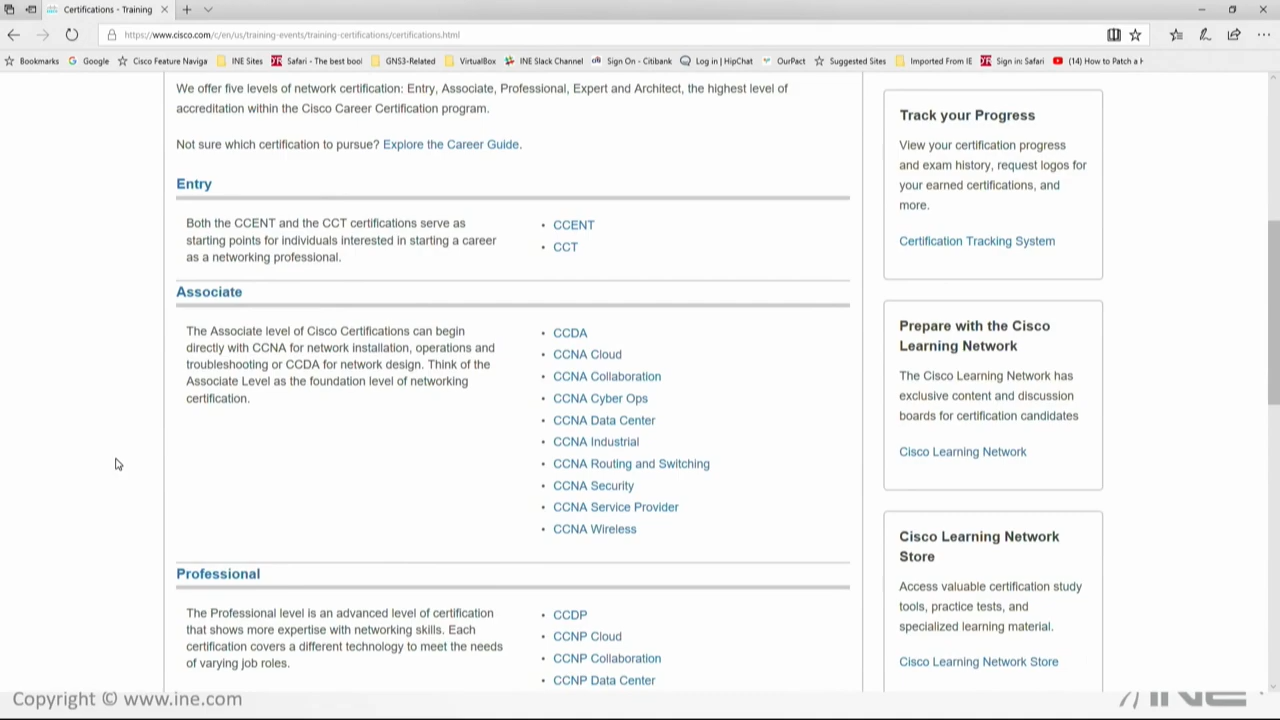 Certifications - Training
https://www.cisco.com/c/en/us/training-events/training-certifications/certifications.html
Bookmarks Google Cisco Feature Naviga INE Sites Safari - The best bool GNS3-Related VirtualBox INE Slack Channel Sign On - Citibank Log in | HipChat OurPact Suggested Sites Imported From IE Sign in: Safari (14) How to Patch a H
We offer five levels of network certification: Entry, Associate, Professional, Expert and Architect, the highest level of
accreditation within the Cisco Career Certification program.
Not sure which certification to pursue? Explore the Career Guide.
Entry
Both the CCENT and the CCT certifications serve as
starting points for individuals interested in starting a career
as a networking professional.
• CCENT
• CCT
Associate
The Associate level of Cisco Certifications can begin
directly with CCNA for network installation, operations and
troubleshooting or CCDA for network design. Think of the
Associate Level as the foundation level of networking
certification.
• CCDA
• CCNA Cloud
• CCNA Collaboration
• CCNA Cyber Ops
• CCNA Data Center
• CCNA Industrial
• CCNA Routing and Switching
• CCNA Security
• CCNA Service Provider
• CCNA Wireless
Professional
The Professional level is an advanced level of certification
that shows more expertise with networking skills. Each
certification covers a different technology to meet the needs
of varying job roles.
• CCDP
• CCNP Cloud
• CCNP Collaboration
• CCNP Data Center
Track your Progress
View your certification progress
and exam history, request logos for
your earned certifications, and
more.
Certification Tracking System
Prepare with the Cisco
Learning Network
The Cisco Learning Network has
exclusive content and discussion
boards for certification candidates
Cisco Learning Network
Cisco Learning Network
Store
Access valuable certification study
tools, practice tests, and
specialized learning material.
Cisco Learning Network Store
Copyright © www.ine.com
INE